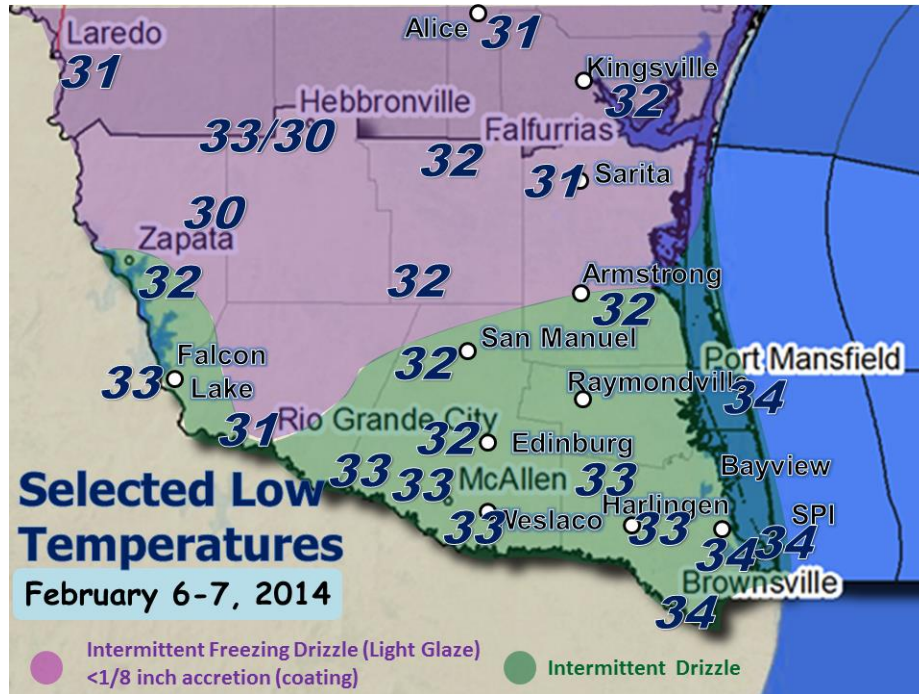 Laredo
31
Alice
31
Kingsville
32
Hebbronville
33/30
Falfurrias
32
31
Sarita
30
Zapata
32
32
Armstrong
32
San Manuel
32
Falcon
Lake
33
Port Mansfield
34
Raymondville
Rio Grande City
31
32
Edinburg
Bayview
33
33
McAllen
33
Weslaco
33
Harlingen
33
SPI
34
34
Brownsville
34
Selected Low
Temperatures
February 6-7, 2014
Intermittent Freezing Drizzle (Light Glaze)
<1/8 inch accretion (coating)
Intermittent Drizzle